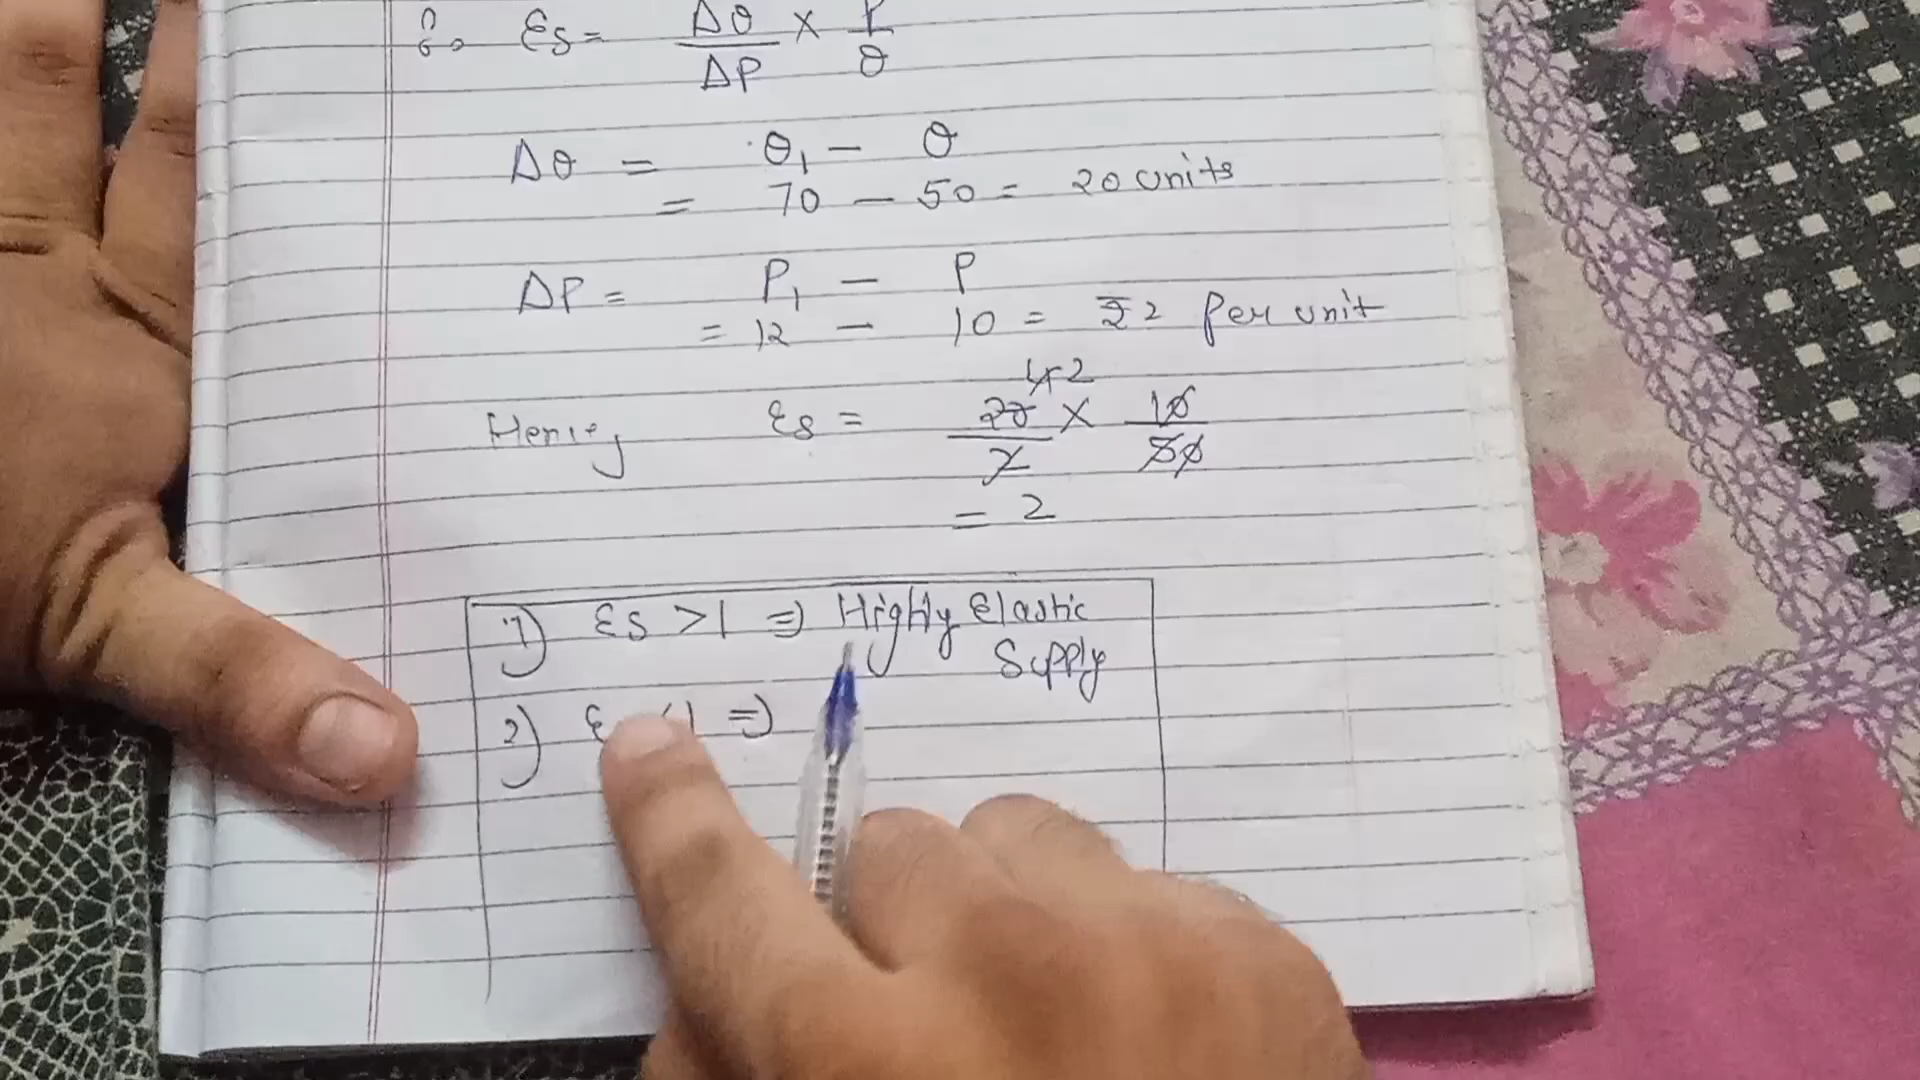 ∴ Es = ΔQ/ΔP × P/Q
ΔQ = Q₁ − Q
= 70 − 50 = 20 units
ΔP = P₁ − P
= 12 − 10 = ₹2 Per unit
Hence, Es = 20/2 × 10/50
= 2
1) Es >1 ⇒ Highly Elastic
Supply
2) E <1 ⇒